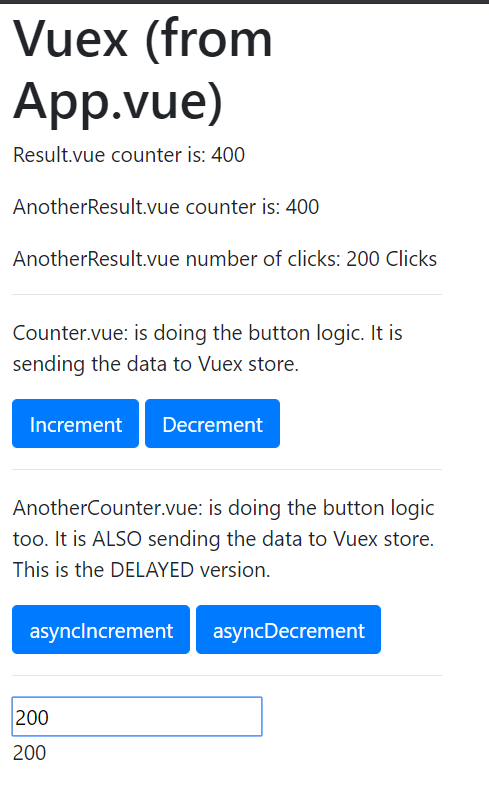 Vuex (from
App.vue)
Result.vue counter is: 400
AnotherResult.vue counter is: 400
AnotherResult.vue number of clicks: 200 Clicks
Counter.vue: is doing the button logic. It is
sending the data to Vuex store.
Increment Decrement
AnotherCounter.vue: is doing the button logic
too. It is ALSO sending the data to Vuex store.
This is the DELAYED version.
asyncIncrement asyncDecrement
200
200